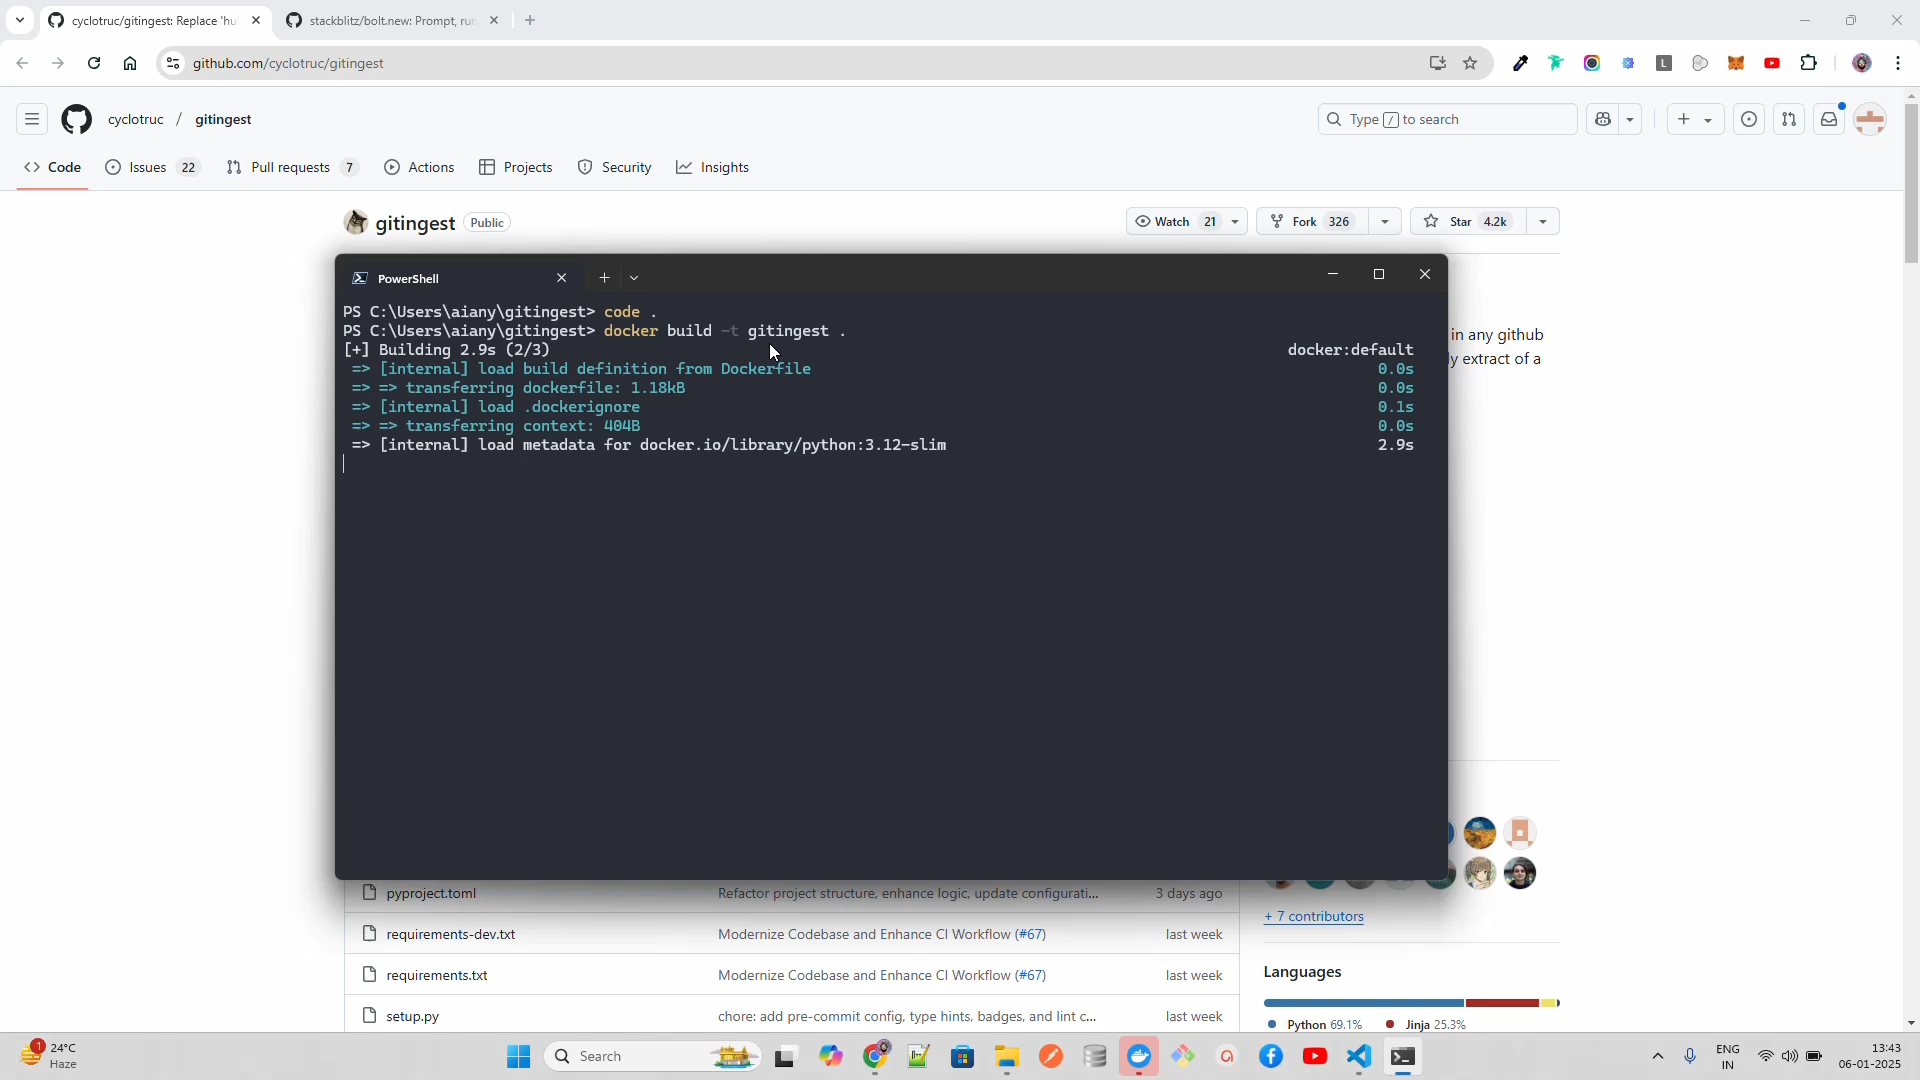 cyclotruc/gitingest: Replace 'hu
stackblitz/bolt.new: Prompt, ru
github.com/cyclotruc/gitingest
L
cyclotruc / gitingest
Type / to search
Code
Issues 22
Pull requests 7
Actions
Projects
Security
Insights
gitingest Public
Watch 21
Fork 326
Star 4.2k
PowerShell
PS C:\Users\aiany\gitingest> code .
PS C:\Users\aiany\gitingest> docker build -t gitingest .
[+] Building 2.9s (2/3) docker:default
=> [internal] load build definition from Dockerfile 0.0s
=> => transferring dockerfile: 1.18kB 0.0s
=> [internal] load .dockerignore 0.1s
=> => transferring context: 404B 0.0s
=> [internal] load metadata for docker.io/library/python:3.12-slim 2.9s
in any github
y extract of a
pyproject.toml Refactor project structure, enhance logic, update configurati... 3 days ago
requirements-dev.txt Modernize Codebase and Enhance CI Workflow (#67) last week
requirements.txt Modernize Codebase and Enhance CI Workflow (#67) last week
setup.py chore: add pre-commit config, type hints, badges, and lint c... last week
+ 7 contributors
Languages
Python 69.1% Jinja 25.3%
1
24°C
Haze
Search
ENG
IN
13:43
06-01-2025